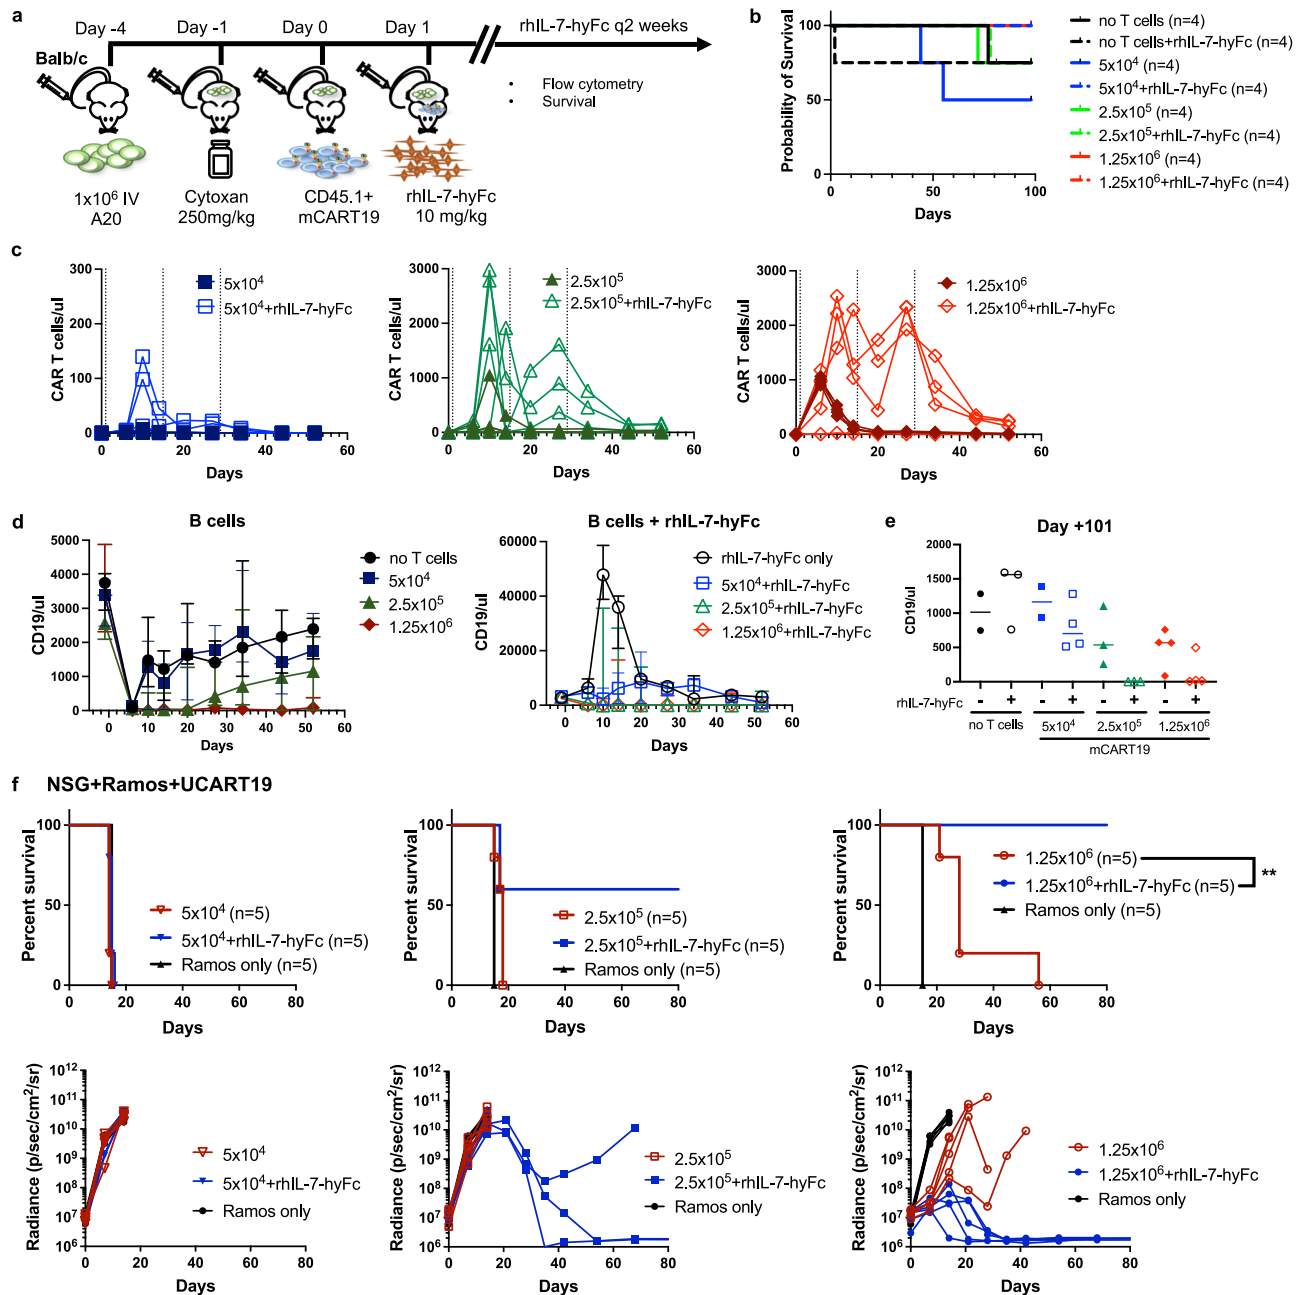 a
Day -4
Day -1
Day 0
Day 1
rhIL-7-hyFc q2 weeks
Balb/c
• Flow cytometry
• Survival
1x10⁶ IV
A20
Cytoxan
250mg/kg
CD45.1+
mCART19
rhIL-7-hyFc
10 mg/kg
b
Probability of Survival
100
50
0
0 50 100
Days
no T cells (n=4)
no T cells+rhIL-7-hyFc (n=4)
5x10⁴ (n=4)
5x10⁴+rhIL-7-hyFc (n=4)
2.5x10⁵ (n=4)
2.5x10⁵+rhIL-7-hyFc (n=4)
1.25x10⁶ (n=4)
1.25x10⁶+rhIL-7-hyFc (n=4)
c
CAR T cells/ul
300
200
100
0
0 20 40 60
Days
5x10⁴
5x10⁴+rhIL-7-hyFc
CAR T cells/ul
3000
2000
1000
0
0 20 40 60
Days
2.5x10⁵
2.5x10⁵+rhIL-7-hyFc
CAR T cells/ul
3000
2000
1000
0
0 20 40 60
Days
1.25x10⁶
1.25x10⁶+rhIL-7-hyFc
d
B cells
CD19/ul
5000
4000
3000
2000
1000
0
0 10 20 30 40 50 60
Days
no T cells
5x10⁴
2.5x10⁵
1.25x10⁶
B cells + rhIL-7-hyFc
CD19/ul
60000
40000
20000
0
0 10 20 30 40 50 60
Days
rhIL-7-hyFc only
5x10⁴+rhIL-7-hyFc
2.5x10⁵+rhIL-7-hyFc
1.25x10⁶+rhIL-7-hyFc
e
Day +101
CD19/ul
2000
1500
1000
500
0
rhIL-7-hyFc - + - + - + - +
no T cells 5x10⁴ 2.5x10⁵ 1.25x10⁶
mCART19
f NSG+Ramos+UCART19
Percent survival
100
50
0
0 20 40 60 80
Days
5x10⁴ (n=5)
5x10⁴+rhIL-7-hyFc (n=5)
Ramos only (n=5)
Percent survival
100
50
0
0 20 40 60 80
Days
2.5x10⁵ (n=5)
2.5x10⁵+rhIL-7-hyFc (n=5)
Ramos only (n=5)
Percent survival
100
50
0
0 20 40 60 80
Days
1.25x10⁶ (n=5)
1.25x10⁶+rhIL-7-hyFc (n=5)
Ramos only (n=5)
**
Radiance (p/sec/cm²/sr)
10¹²
10¹¹
10¹⁰
10⁹
10⁸
10⁷
10⁶
0 20 40 60 80
Days
5x10⁴
5x10⁴+rhIL-7-hyFc
Ramos only
Radiance (p/sec/cm²/sr)
10¹²
10¹¹
10¹⁰
10⁹
10⁸
10⁷
10⁶
0 20 40 60 80
Days
2.5x10⁵
2.5x10⁵+rhIL-7-hyFc
Ramos only
Radiance (p/sec/cm²/sr)
10¹²
10¹¹
10¹⁰
10⁹
10⁸
10⁷
10⁶
0 20 40 60 80
Days
1.25x10⁶
1.25x10⁶+rhIL-7-hyFc
Ramos only